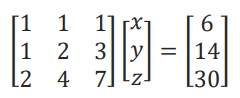 [1 1 1] [x] [6]
[1 2 3] [y] = [14]
[2 4 7] [z] [30]